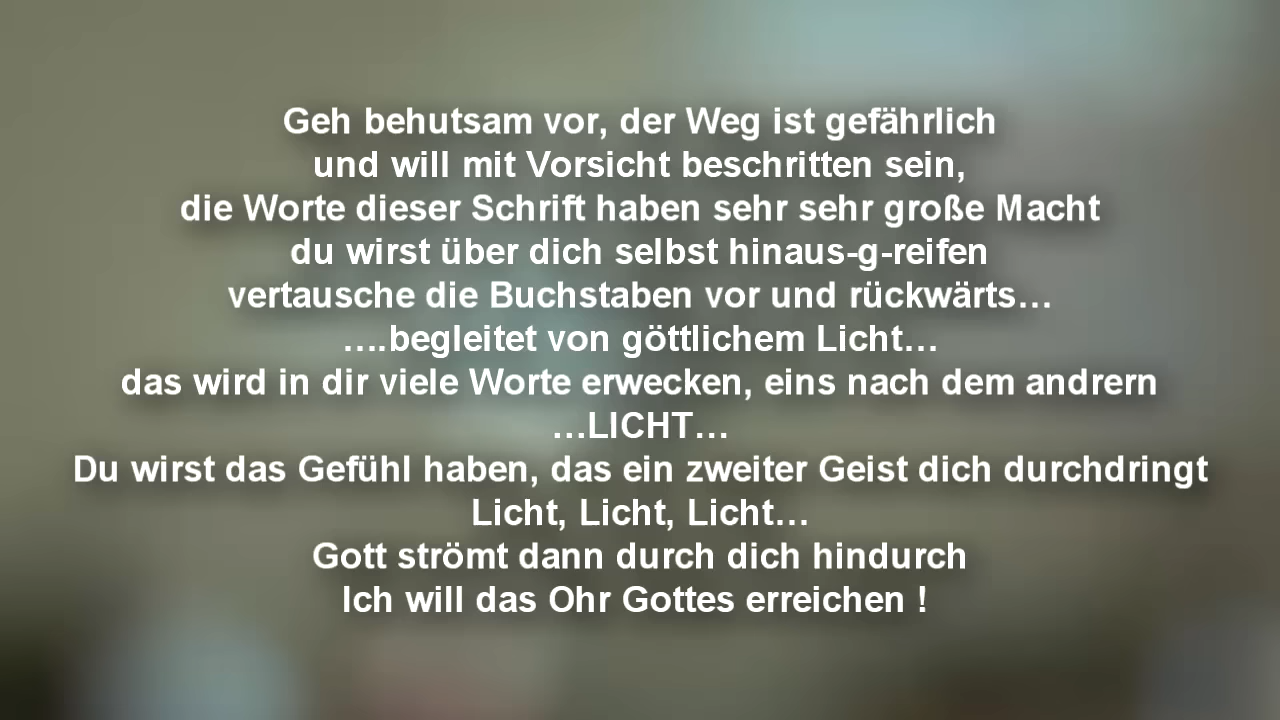 Geh behutsam vor, der Weg ist gefährlich
und will mit Vorsicht beschritten sein,
die Worte dieser Schrift haben sehr sehr große Macht
du wirst über dich selbst hinaus-g-reifen
vertausche die Buchstaben vor und rückwärts…
….begleitet von göttlichem Licht…
das wird in dir viele Worte erwecken, eins nach dem andrern
…LICHT…
Du wirst das Gefühl haben, das ein zweiter Geist dich durchdringt
Licht, Licht, Licht…
Gott strömt dann durch dich hindurch
Ich will das Ohr Gottes erreichen !